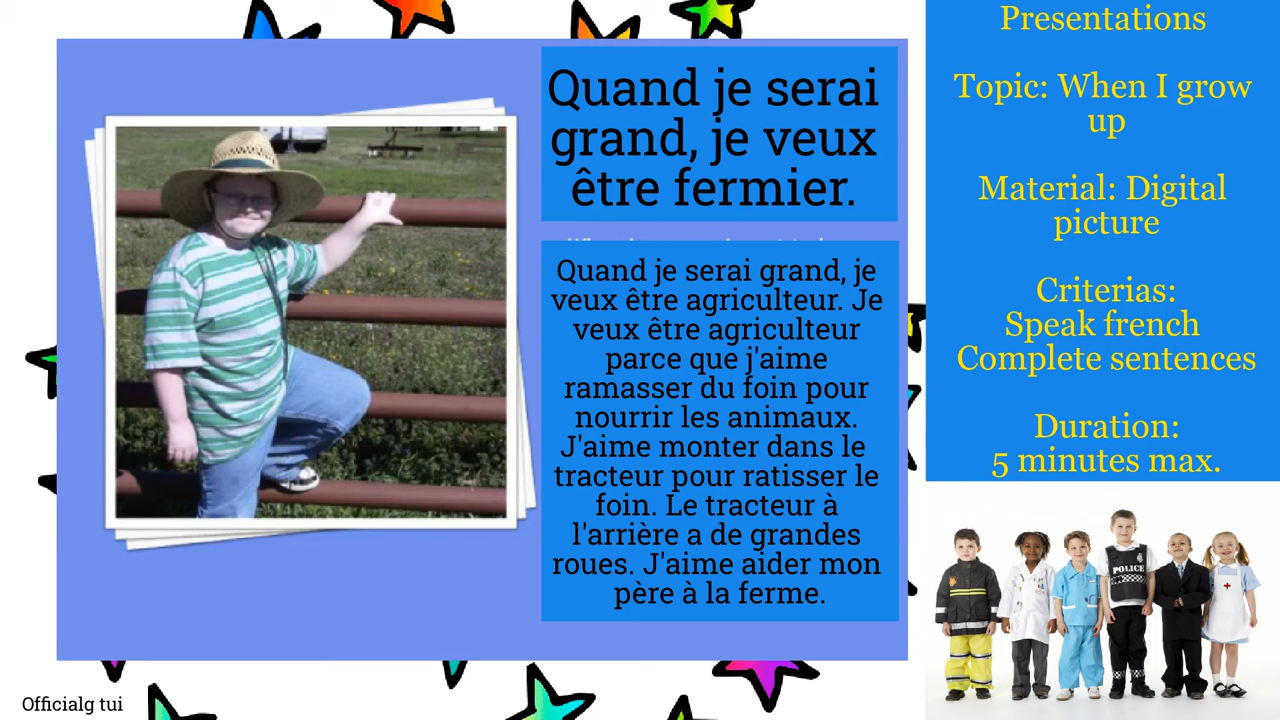 Quand je serai
grand, je veux
être fermier.
Quand je serai grand, je
veux être agriculteur. Je
veux être agriculteur
parce que j'aime
ramasser du foin pour
nourrir les animaux.
J'aime monter dans le
tracteur pour ratisser le
foin. Le tracteur à
l'arrière a de grandes
roues. J'aime aider mon
père à la ferme.
Presentations
Topic: When I grow
up
Material: Digital
picture
Criterias:
Speak french
Complete sentences
Duration:
5 minutes max.
POLICE
Officialg tui